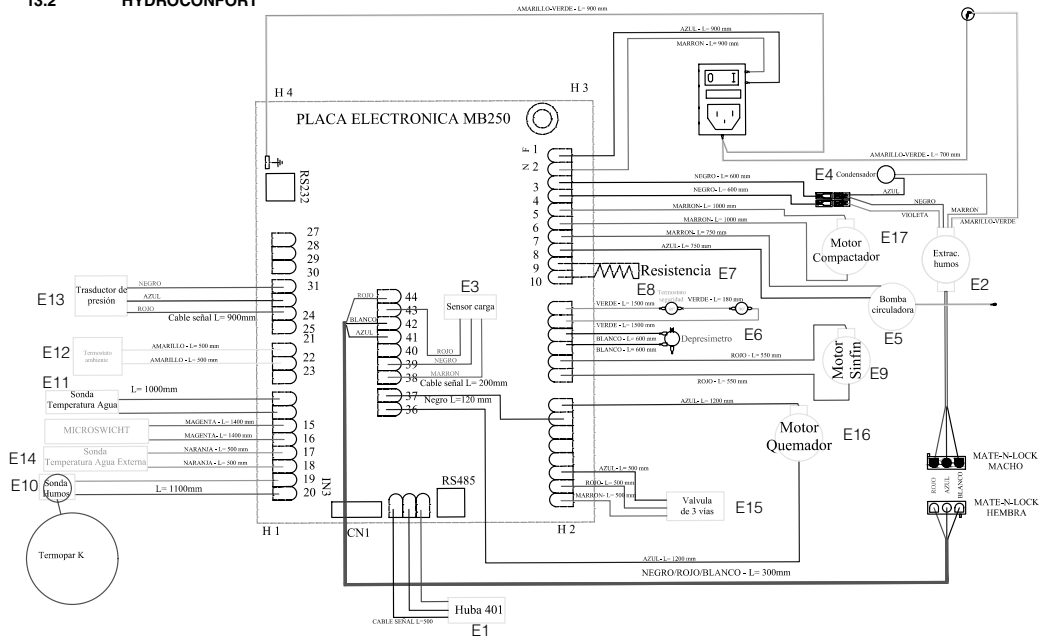 13.2 HYDROCONFORT
AMARILLO-VERDE - L= 900 mm
AZUL - L=900 mm
MARRON - L= 900 mm
H 4
H 3
0 I
PLACA ELECTRONICA MB250
RS232
F 1
N 2
3
4
5
6
7
8
9
10
AMARILLO-VERDE - L= 700 mm
NEGRO - L= 600 mm
NEGRO- L= 600 mm
MARRON- L= 1000 mm
MARRON- L= 1000 mm
MARRON- L= 750 mm
AZUL- L= 750 mm
E4 Condensador
AZUL
NEGRO
VIOLETA
MARRON
AMARILLO-VERDE
Motor
Compactador
E17
Extrac.
humos
E2
Resistencia E7
E8
Termostato
seguridad
VERDE - L= 1500 mm
VERDE - L= 180 mm
E6
VERDE - L= 1500 mm
BLANCO - L= 600 mm
BLANCO - L= 600 mm
Depresimetro
Bomba
circuladora
E5
ROJO - L= 550 mm
ROJO- L= 550 mm
Motor
Sinfin
E9
27
28
29
30
31
24
25
21
22
23
15
16
17
18
19
20
IN3
E13
Trasductor de
presión
NEGRO
AZUL
ROJO
Cable señal L= 900mm
E12
Termostato
ambiente
AMARILLO - L= 500 mm
AMARILLO - L= 500 mm
E11
Sonda
Temperatura Agua
L= 1000mm
MICROSWICHT
MAGENTA - L= 1400 mm
MAGENTA - L= 1400 mm
E14
Sonda
Temperatura Agua Externa
NARANJA - L= 500 mm
NARANJA - L= 500 mm
E10
Sonda
Humos
L= 1100mm
Termopar K
ROJO
BLANCO
AZUL
44
43
42
41
40
39
38
37
36
E3
Sensor carga
ROJO
NEGRO
MARRON
Cable señal L= 200mm
Negro L=120 mm
AZUL- L= 1200 mm
Motor
Quemador
E16
AZUL - L= 500 mm
ROJO- L= 500 mm
MARRON- L= 500 mm
Valvula
de 3 vías
E15
RS485
H 1
CN1
H 2
AZUL - L= 1200 mm
NEGRO/ROJO/BLANCO - L= 300mm
MATE-N-LOCK
MACHO
ROJO
AZUL
BLANCO
MATE-N-LOCK
HEMBRA
CABLE SEÑAL L=500
Huba 401
E1